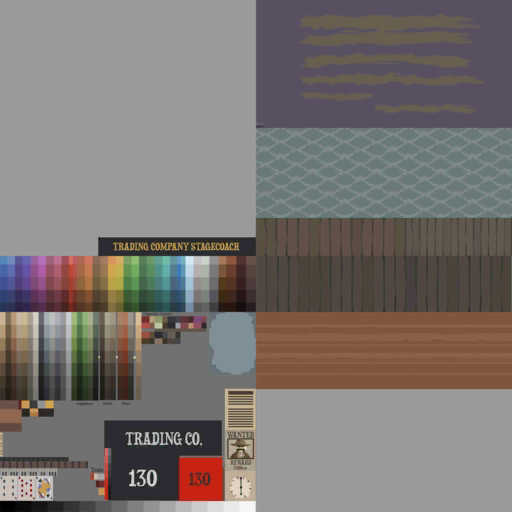 TRADING COMPANY STAGECOACH
TRADING CO.
130
130
WANTED
REWARD